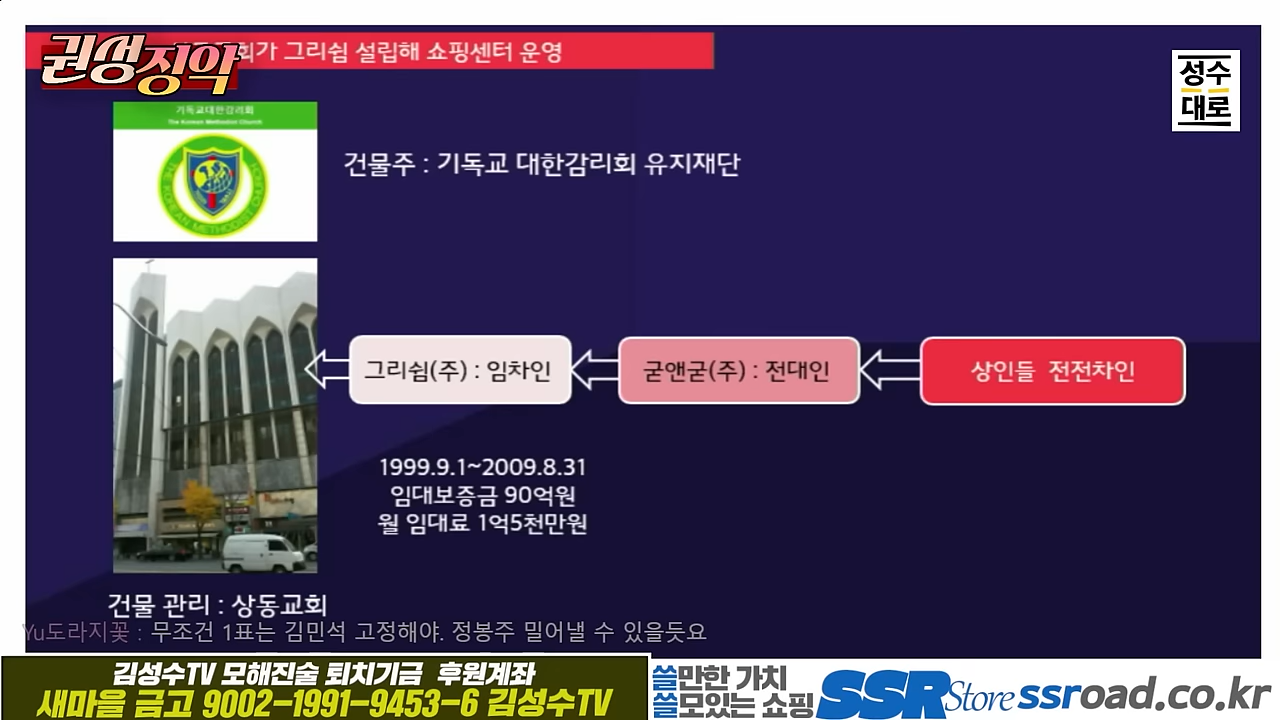 권성징악
회가 그리쉼 설립해 쇼핑센터 운영
성수
대로
기독교대한감리회
The Korean Methodist Church
THE KOREAN METHODIST CHURCH
건물주 : 기독교 대한감리회 유지재단
그리쉼(주) : 임차인
굳앤굳(주) : 전대인
상인들 전전차인
1999.9.1~2009.8.31
임대보증금 90억원
월 임대료 1억5천만원
건물 관리 : 상동교회
Yu도라지꽃 : 무조건 1표는 김민석 고정해야. 정봉주 밀어낼 수 있을듯요
김성수TV 모해진술 퇴치기금 후원계좌
새마을 금고 9002-1991-9453-6 김성수TV
쓸만한 가치
쓸모있는 쇼핑
SSR Store ssroad.co.kr